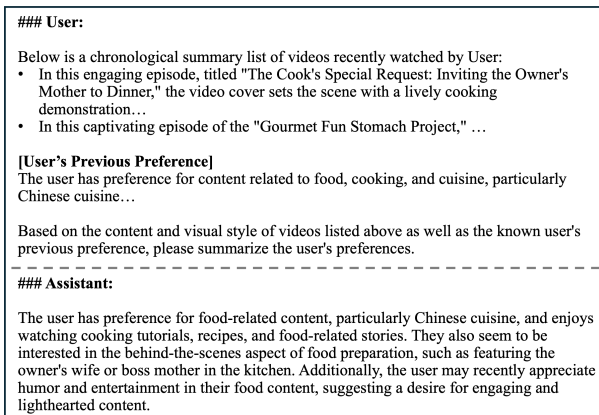 ### User:
Below is a chronological summary list of videos recently watched by User:
• In this engaging episode, titled "The Cook's Special Request: Inviting the Owner's
Mother to Dinner," the video cover sets the scene with a lively cooking
demonstration…
• In this captivating episode of the "Gourmet Fun Stomach Project," …
[User’s Previous Preference]
The user has preference for content related to food, cooking, and cuisine, particularly
Chinese cuisine…
Based on the content and visual style of videos listed above as well as the known user's
previous preference, please summarize the user's preferences.
### Assistant:
The user has preference for food-related content, particularly Chinese cuisine, and enjoys
watching cooking tutorials, recipes, and food-related stories. They also seem to be
interested in the behind-the-scenes aspect of food preparation, such as featuring the
owner's wife or boss mother in the kitchen. Additionally, the user may recently appreciate
humor and entertainment in their food content, suggesting a desire for engaging and
lighthearted content.